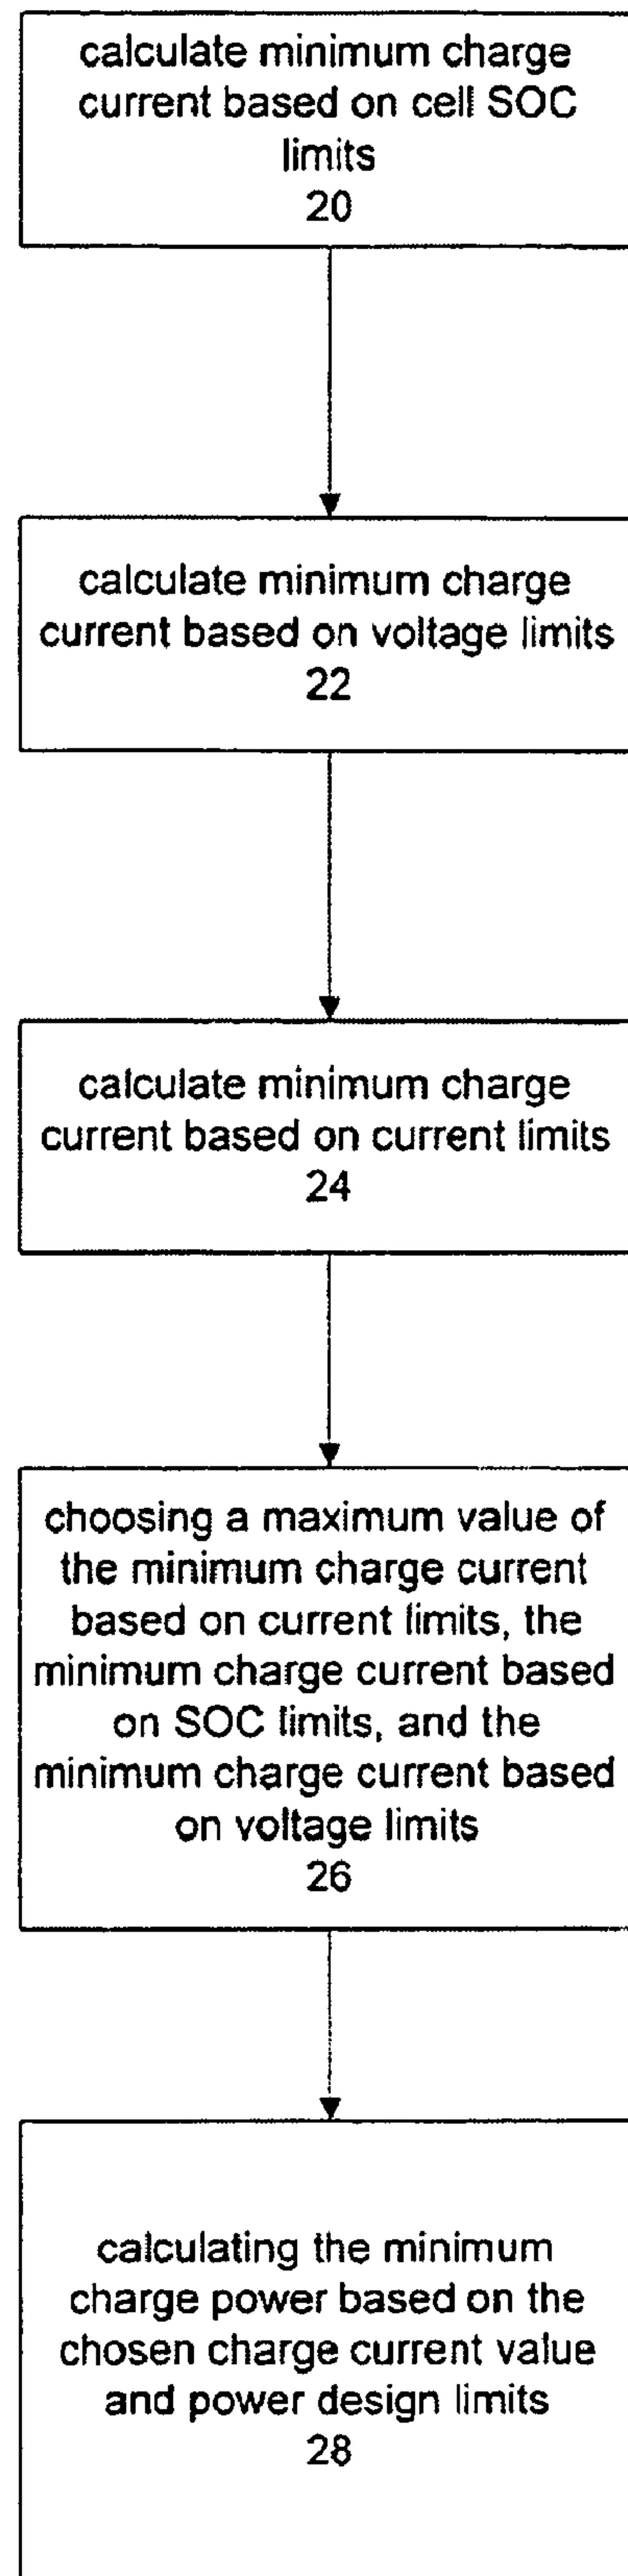 calculate minimum charge
current based on cell SOC
limits
20
calculate minimum charge
current based on voltage limits
22
calculate minimum charge
current based on current limits
24
choosing a maximum value of
the minimum charge current
based on current limits, the
minimum charge current based
on SOC limits, and the
minimum charge current based
on voltage limits
26
calculating the minimum
charge power based on the
chosen charge current value
and power design limits
28